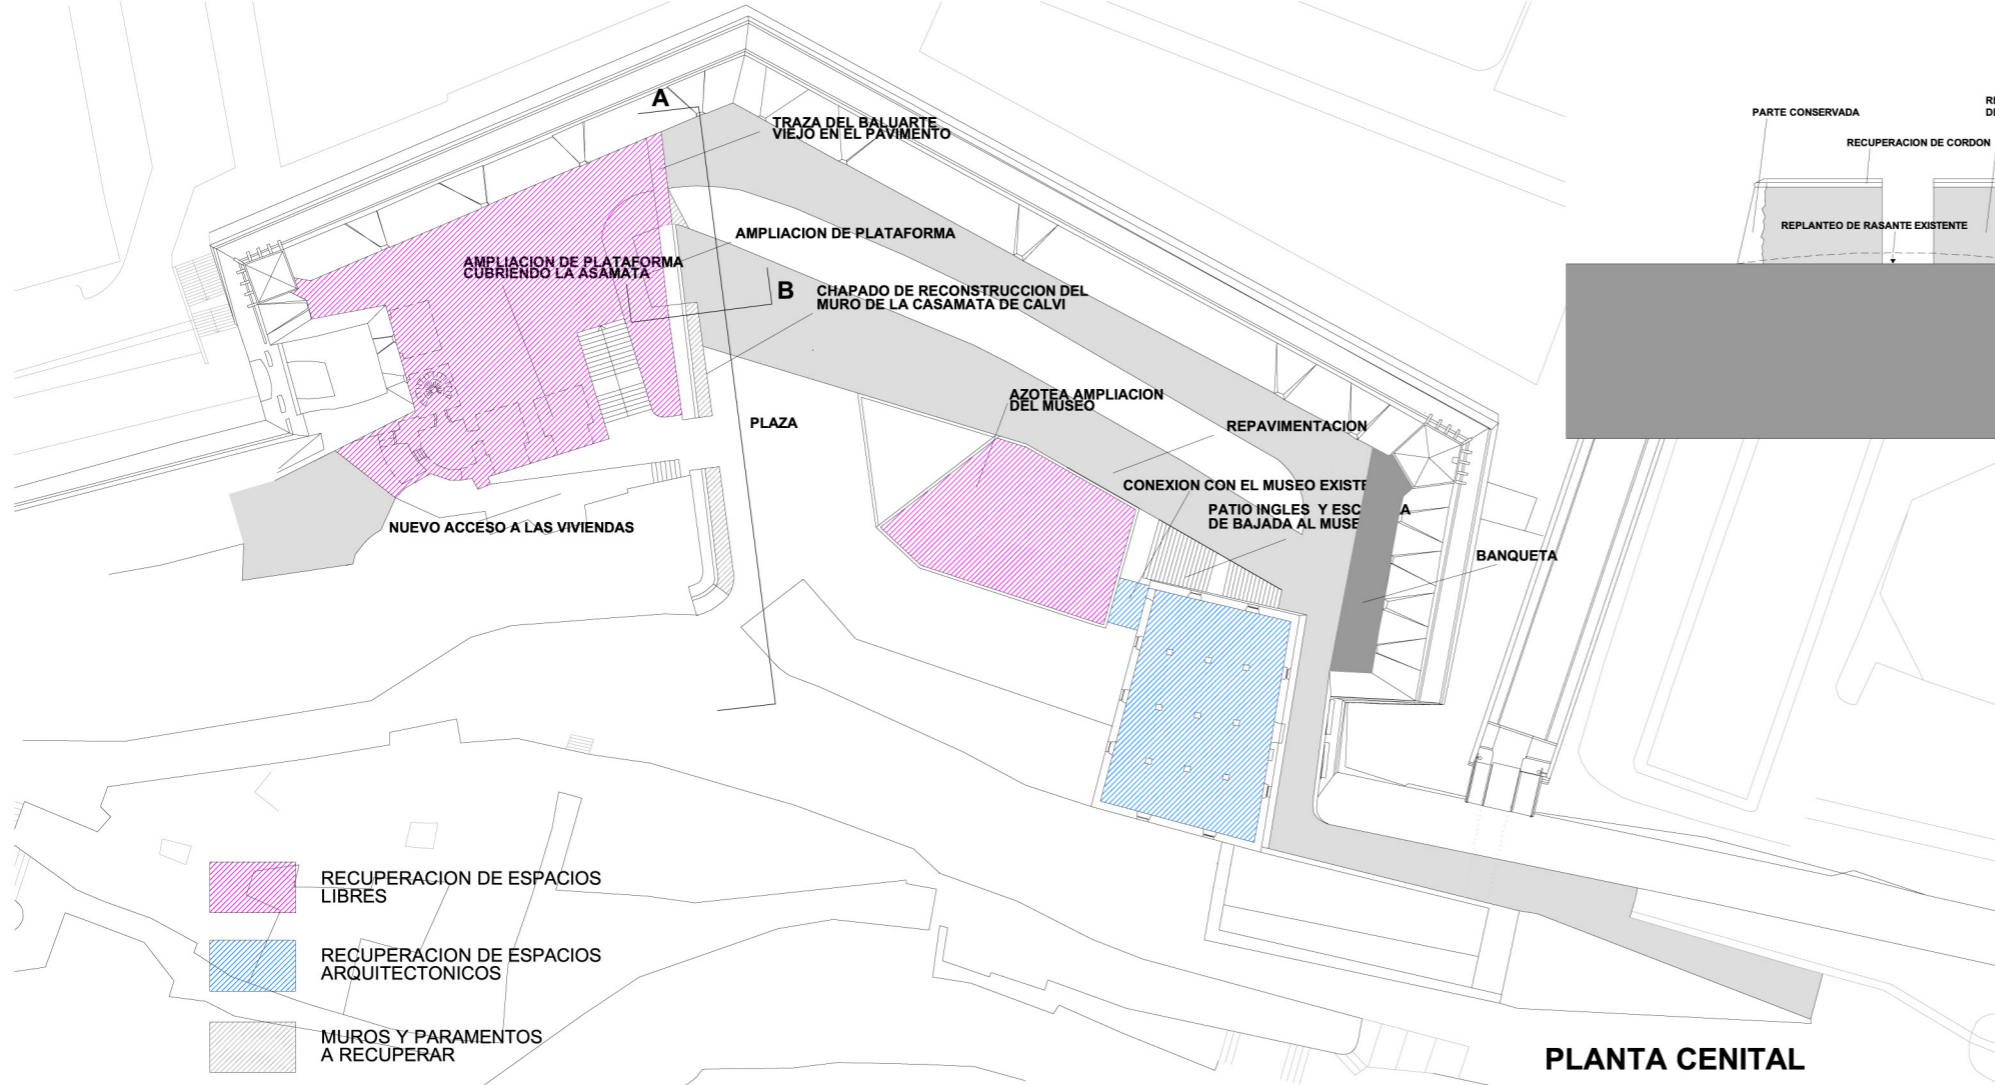 A
TRAZA DEL BALUARTE
VIEJO EN EL PAVIMENTO
PARTE CONSERVADA
RECUPERACION DE CORDON
REPLANTEO DE RASANTE EXISTENTE
AMPLIACION DE PLATAFORMA
AMPLIACION DE PLATAFORMA
CUBRIENDO LA ASAMATA
B
CHAPADO DE RECONSTRUCCION DEL
MURO DE LA CASAMATA DE CALVI
AZOTEA AMPLIACION
DEL MUSEO
PLAZA
REPAVIMENTACION
CONEXION CON EL MUSEO
PATIO INGLES Y
DE BAJADA AL
NUEVO ACCESO A LAS VIVIENDAS
BANQUETA
RECUPERACION DE ESPACIOS
LIBRES
RECUPERACION DE ESPACIOS
ARQUITECTONICOS
MUROS Y PARAMENTOS
A RECUPERAR
PLANTA CENITAL